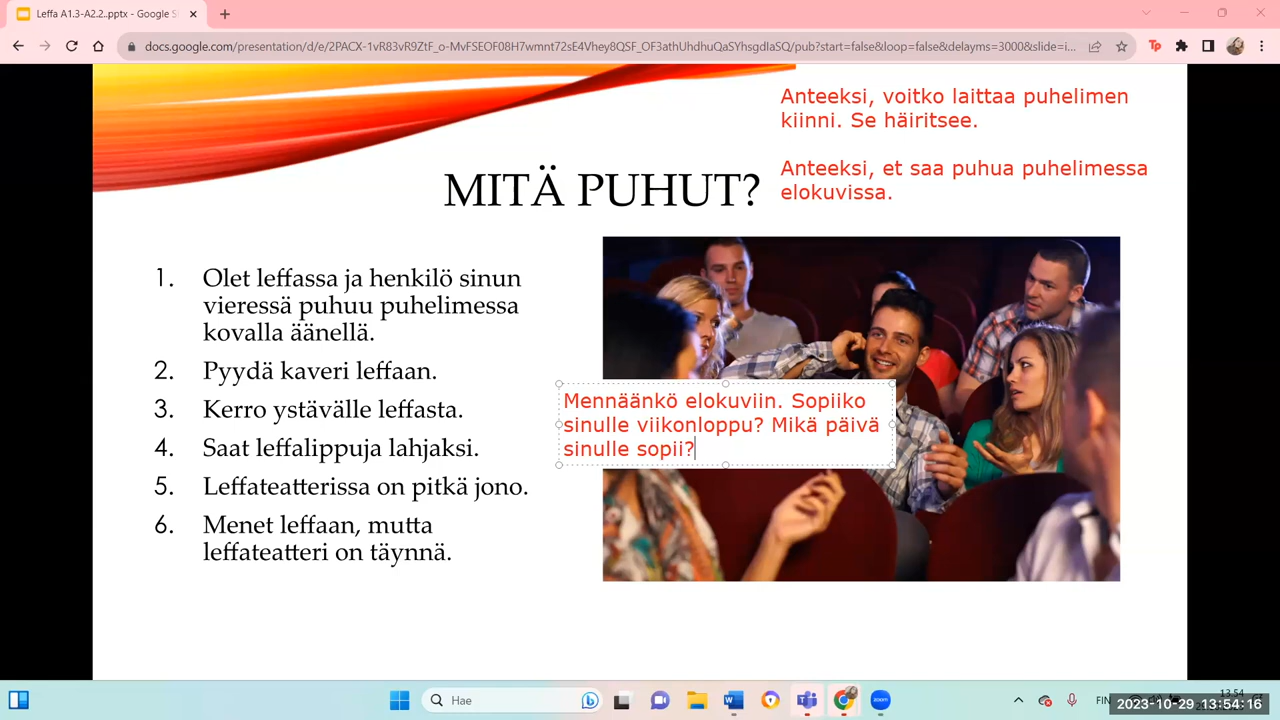 Leffa A1.3-A2.2..pptx - Google S
docs.google.com/presentation/d/e/2PACX-1vR83vR9ZtF_o-MvFSEOF08H7wmnt72sE4Vhey8QSF_OF3athUhdhuQaSYhsgdIaSQ/pub?start=false&loop=false&delayms=3000&slide=i...
Anteeksi, voitko laittaa puhelimen
kiinni. Se häiritsee.
Anteeksi, et saa puhua puhelimessa
elokuvissa.
MITÄ PUHUT?
1. Olet leffassa ja henkilö sinun
vieressä puhuu puhelimessa
kovalla äänellä.
2. Pyydä kaveri leffaan.
3. Kerro ystävälle leffasta.
4. Saat leffalippuja lahjaksi.
5. Leffateatterissa on pitkä jono.
6. Menet leffaan, mutta
leffateatteri on täynnä.
Mennäänkö elokuviin. Sopiiko
sinulle viikonloppu? Mikä päivä
sinulle sopii?
Hae
zoom
FIN
13.54
2023-10-29 13:54:16